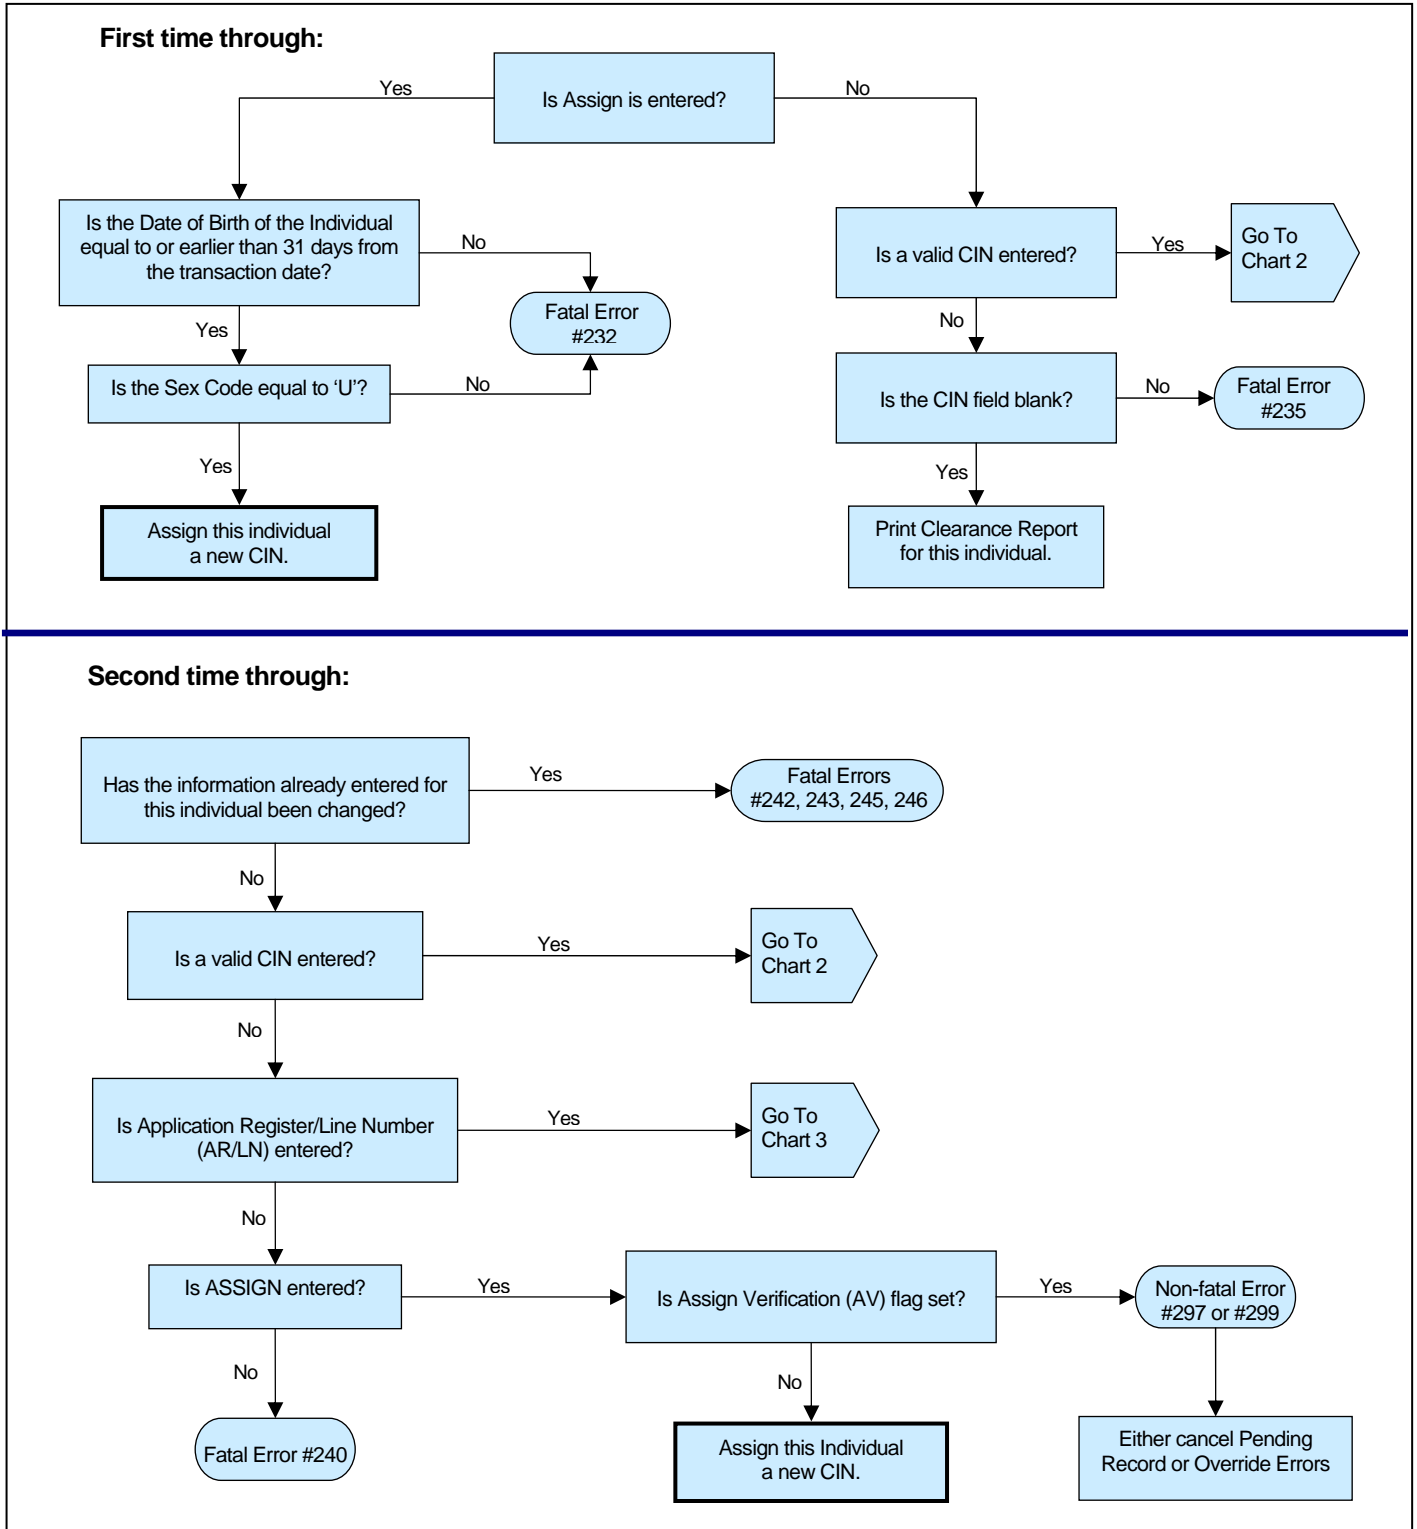 First time through:
Is Assign is entered?
Yes
No
Is the Date of Birth of the Individual
equal to or earlier than 31 days from
the transaction date?
No
Fatal Error
#232
Yes
Is the Sex Code equal to ‘U’?
No
Yes
Assign this individual
a new CIN.
Is a valid CIN entered?
Yes
Go To
Chart 2
No
Is the CIN field blank?
No
Fatal Error
#235
Yes
Print Clearance Report
for this individual.
Second time through:
Has the information already entered for
this individual been changed?
Yes
Fatal Errors
#242, 243, 245, 246
No
Is a valid CIN entered?
Yes
Go To
Chart 2
No
Is Application Register/Line Number
(AR/LN) entered?
Yes
Go To
Chart 3
No
Is ASSIGN entered?
Yes
Is Assign Verification (AV) flag set?
Yes
Non-fatal Error
#297 or #299
No
Fatal Error #240
No
Assign this Individual
a new CIN.
Either cancel Pending
Record or Override Errors